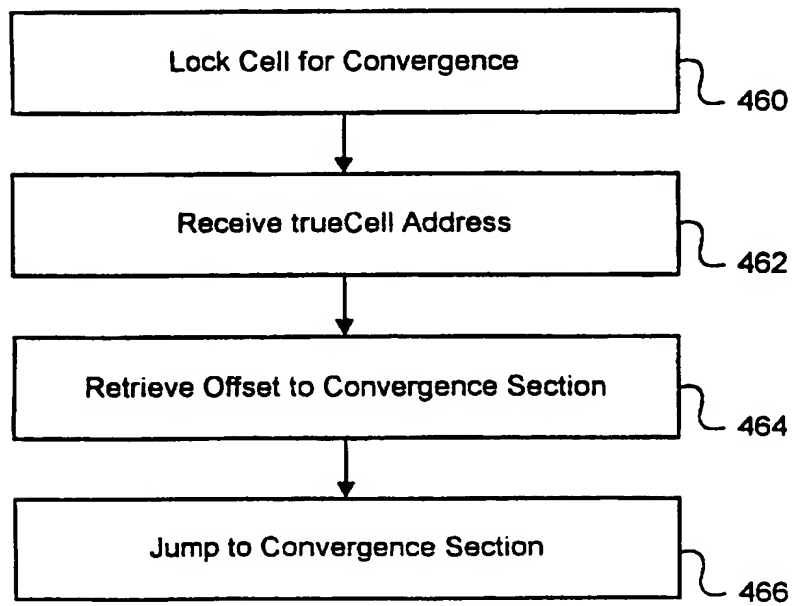 Lock Cell for Convergence
460
Receive trueCell Address
462
Retrieve Offset to Convergence Section
464
Jump to Convergence Section
466